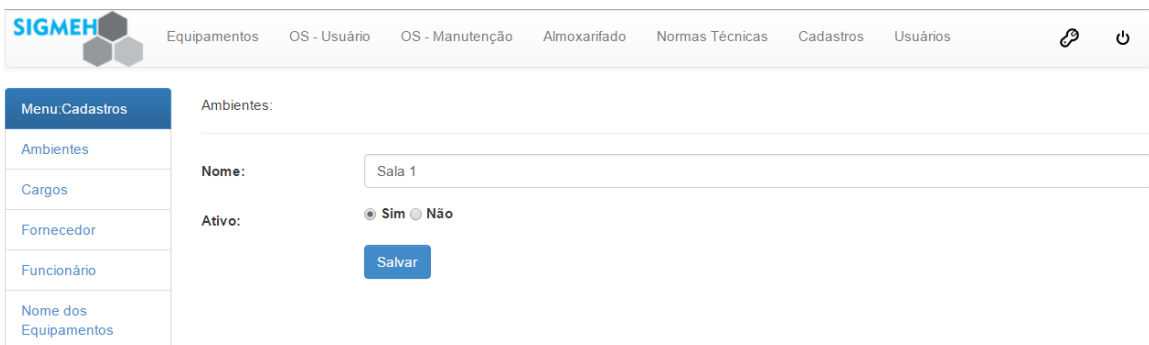 SIGMEH
Equipamentos OS - Usuário OS - Manutenção Almoxarifado Normas Técnicas Cadastros Usuários
Menu:Cadastros
Ambientes
Cargos
Fornecedor
Funcionário
Nome dos
Equipamentos
Ambientes:
Nome: Sala 1
Ativo: Sim Não
Salvar